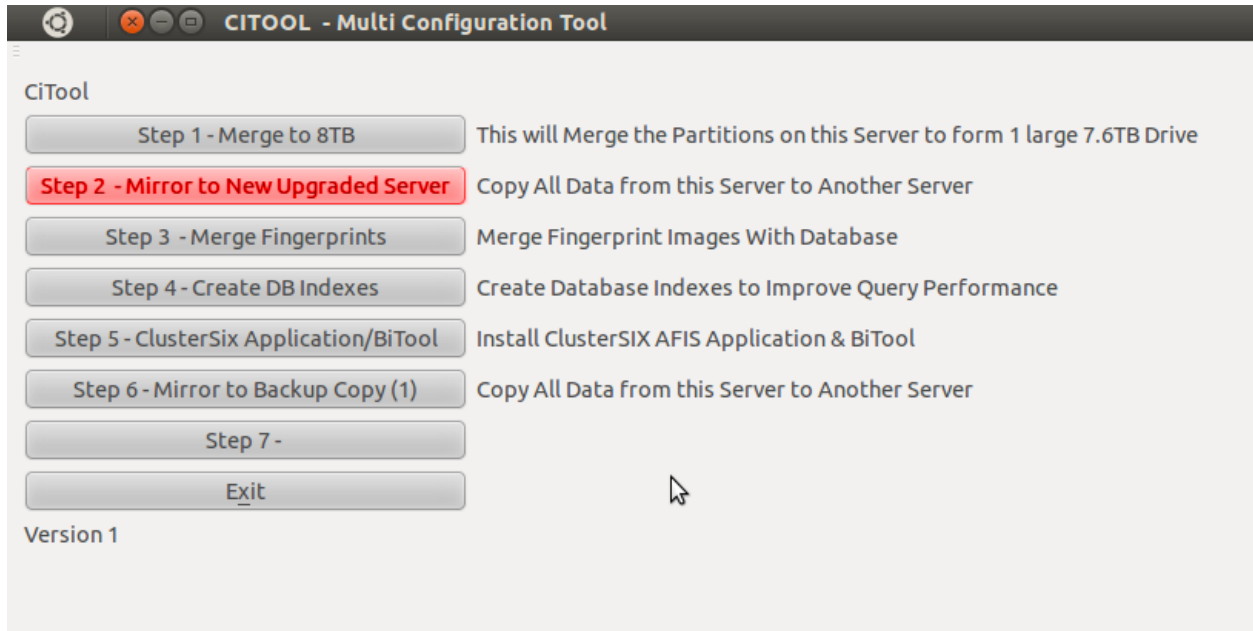 CITOOL - Multi Configuration Tool
CiTool
Step 1 - Merge to 8TB This will Merge the Partitions on this Server to form 1 large 7.6TB Drive
Step 2 - Mirror to New Upgraded Server Copy All Data from this Server to Another Server
Step 3 - Merge Fingerprints Merge Fingerprint Images With Database
Step 4 - Create DB Indexes Create Database Indexes to Improve Query Performance
Step 5 - ClusterSix Application/BiTool Install ClusterSIX AFIS Application & BiTool
Step 6 - Mirror to Backup Copy (1) Copy All Data from this Server to Another Server
Step 7 -
Exit
Version 1